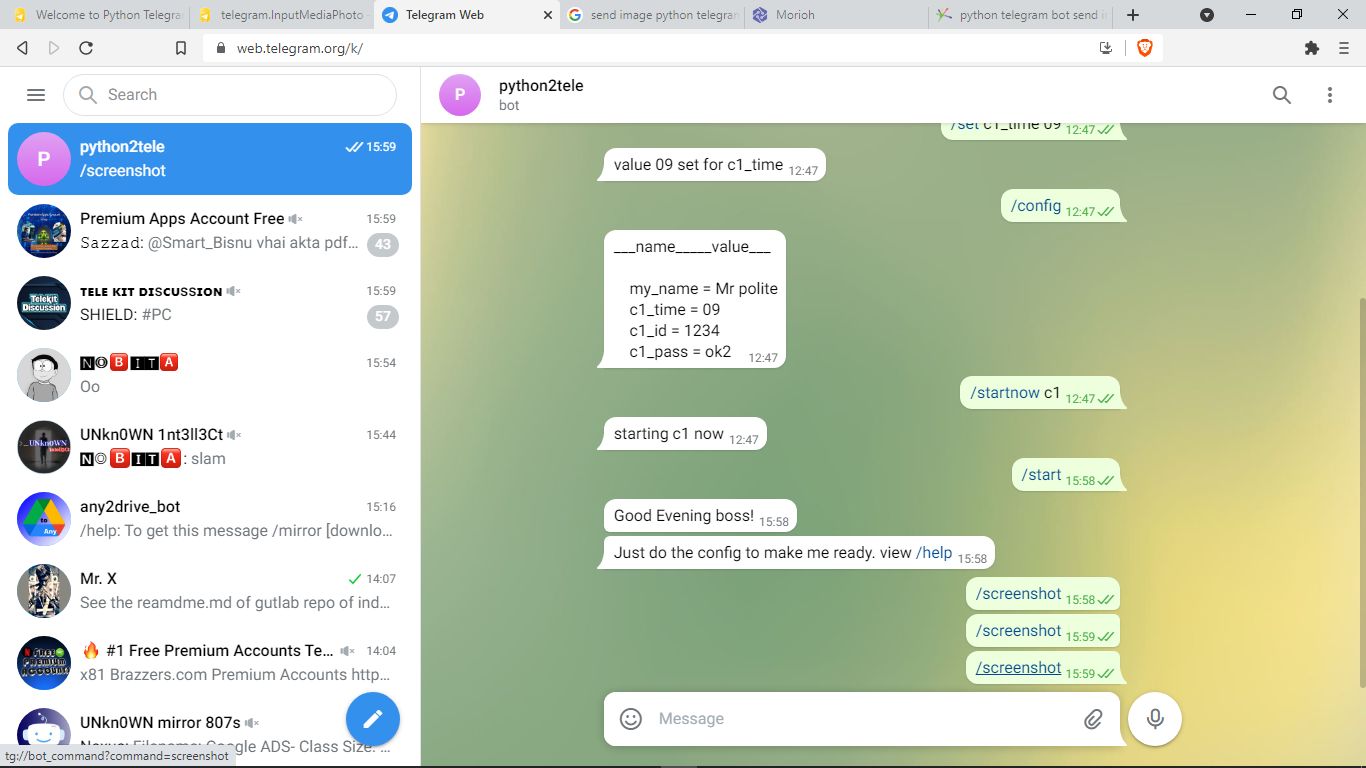 Welcome to Python Telegra
telegram.InputMediaPhoto
Telegram Web
send image python telegram
Morioh
python telegram bot send i
web.telegram.org/k/
Search
python2tele
15:59
/screenshot
Premium Apps Account Free
15:59
𝚂𝚊𝚣𝚣𝚊𝚍: @Smart_Bisnu vhai akta pdf...
43
ᴛᴇʟᴇ ᴋɪᴛ ᴅɪsᴄᴜssɪᴏɴ
15:59
SHIELD: #PC
57
🅽🅞🅱🅸🆃🅰
15:54
Oo
UNkn0WN 1nt3ll3Ct
15:44
🅽◎🅱🅸🆃🅰: slam
any2drive_bot
15:16
/help: To get this message /mirror [downlo...
Mr. X
14:07
See the reamdme.md of gutlab repo of ind...
🔥 #1 Free Premium Accounts Te...
14:04
x81 Brazzers.com Premium Accounts http...
UNkn0WN mirror 807s
Filename: Google ADS- Class Size: ...
tg://bot_command?command=screenshot
python2tele
bot
/set c1_time 09 12:47
value 09 set for c1_time 12:47
/config 12:47
___name_____value___
my_name = Mr polite
c1_time = 09
c1_id = 1234
c1_pass = ok2 12:47
/startnow c1 12:47
starting c1 now 12:47
/start 15:58
Good Evening boss! 15:58
Just do the config to make me ready. view /help 15:58
/screenshot 15:58
/screenshot 15:59
/screenshot 15:59
Message